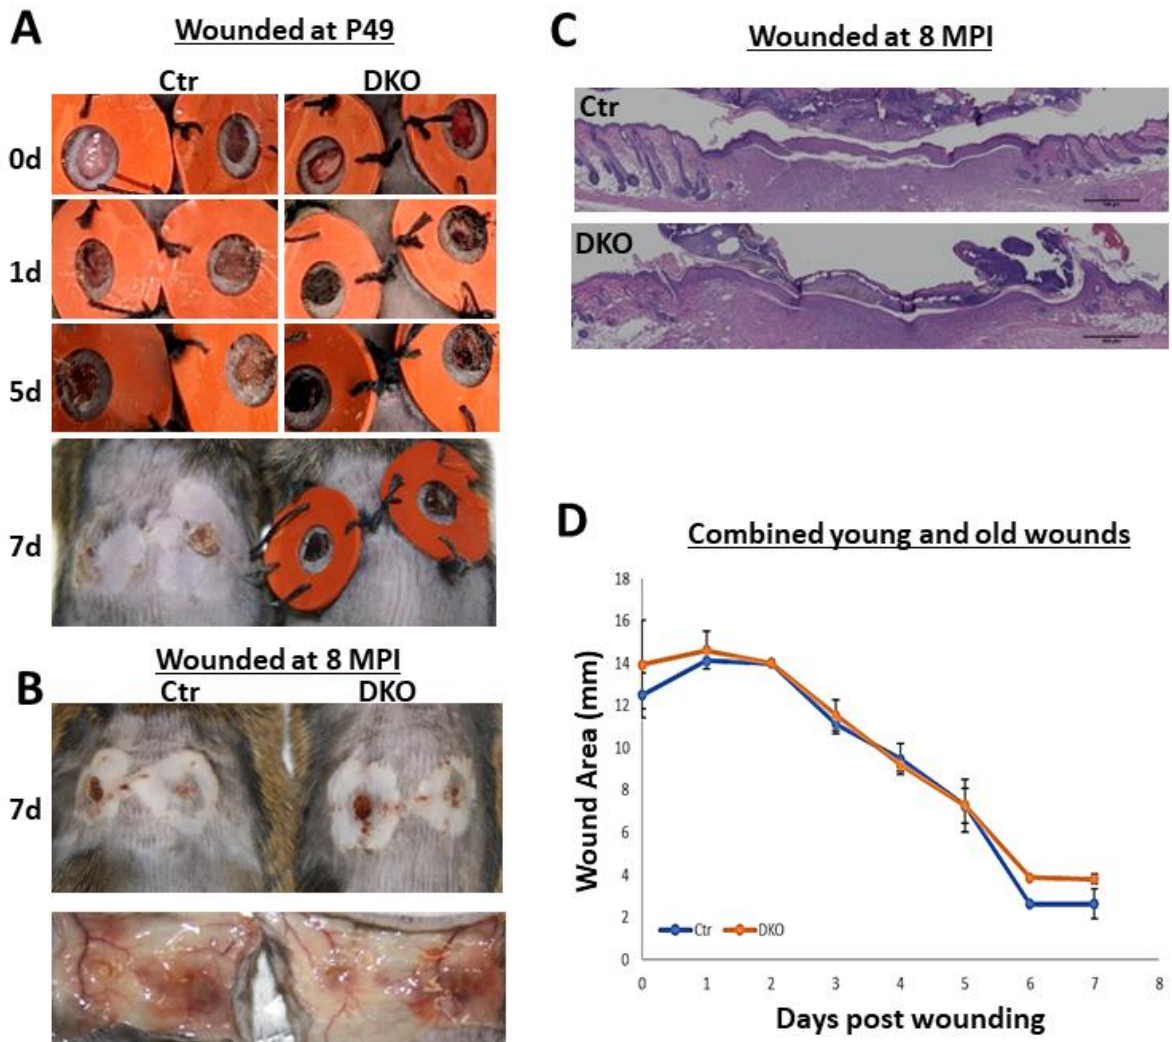 A
Wounded at P49
Ctr DKO
0d
1d
5d
7d
B
Wounded at 8 MPI
Ctr DKO
7d
C
Wounded at 8 MPI
Ctr
DKO
D
Combined young and old wounds
Wound Area (mm)
18
16
14
12
10
8
6
4
2
0
Ctr DKO
0 1 2 3 4 5 6 7 8
Days post wounding